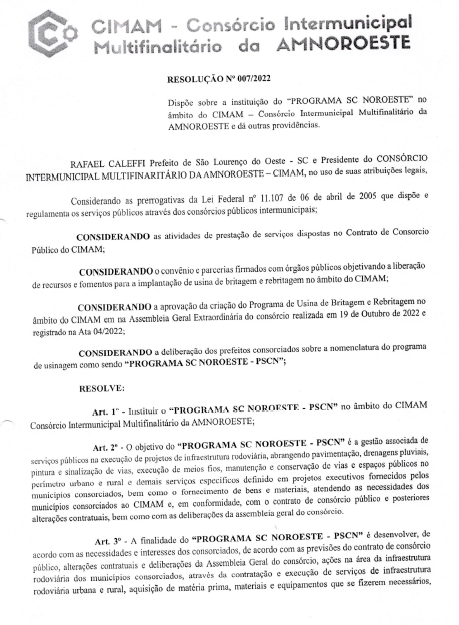 CIMAM - Consórcio Intermunicipal
Multifinalitário da AMNOROESTE
RESOLUÇÃO Nº 007/2022
Dispõe sobre a instituição do "PROGRAMA SC NOROESTE" no
âmbito do CIMAM – Consórcio Intermunicipal Multifinalitário da
AMNOROESTE e dá outras providências.
RAFAEL CALEFFI Prefeito de São Lourenço do Oeste - SC e Presidente do CONSÓRCIO
INTERMUNICIPAL MULTIFINARITÁRIO DA AMNOROESTE – CIMAM, no uso de suas atribuições legais,
Considerando as prerrogativas da Lei Federal nº 11.107 de 06 de abril de 2005 que dispõe e
regulamenta os serviços públicos através dos consórcios públicos intermunicipais;
CONSIDERANDO as atividades de prestação de serviços dispostas no Contrato de Consorcio
Público do CIMAM;
CONSIDERANDO o convênio e parcerias firmados com órgãos públicos objetivando a liberação
de recursos e fomentos para a implantação de usina de britagem e rebritagem no âmbito do CIMAM;
CONSIDERANDO a aprovação da criação do Programa de Usina de Britagem e Rebritagem no
âmbito do CIMAM em na Assembleia Geral Extraordinária do consórcio realizada em 19 de Outubro de 2022 e
registrado na Ata 04/2022;
CONSIDERANDO a deliberação dos prefeitos consorciados sobre a nomenclatura do programa
de usinagem como sendo "PROGRAMA SC NOROESTE - PSCN";
RESOLVE:
Art. 1º - Instituir o "PROGRAMA SC NOROESTE - PSCN" no âmbito do CIMAM
Consórcio Intermunicipal Multifinalitário da AMNOROESTE;
Art. 2º - O objetivo do "PROGRAMA SC NOROESTE - PSCN" é a gestão associada de
serviços públicos na execução de projetos de infraestrutura rodoviária, abrangendo pavimentação, drenagens pluviais,
pintura e sinalização de vias, execução de meios fios, manutenção e conservação de vias e espaços públicos no
perímetro urbano e rural e demais serviços específicos definido em projetos executivos fornecidos pelos
municípios consorciados, bem como o fornecimento de bens e materiais, atendendo as necessidades dos
municípios consorciados ao CIMAM e, em conformidade, com o contrato de consórcio público e posteriores
alterações contratuais, bem como com as deliberações da assembleia geral do consórcio.
Art. 3º - A finalidade do "PROGRAMA SC NOROESTE - PSCN" é desenvolver, de
acordo com as necessidades e interesses dos consorciados, de acordo com as previsões do contrato de consórcio
público, alterações contratuais e deliberações da Assembleia Geral do consórcio, ações na área da infraestrutura
rodoviária dos municípios consorciados, através da contratação e execução de serviços de infraestrutura
rodoviária urbana e rural, aquisição de matéria prima, materiais e equipamentos que se fizerem necessários,